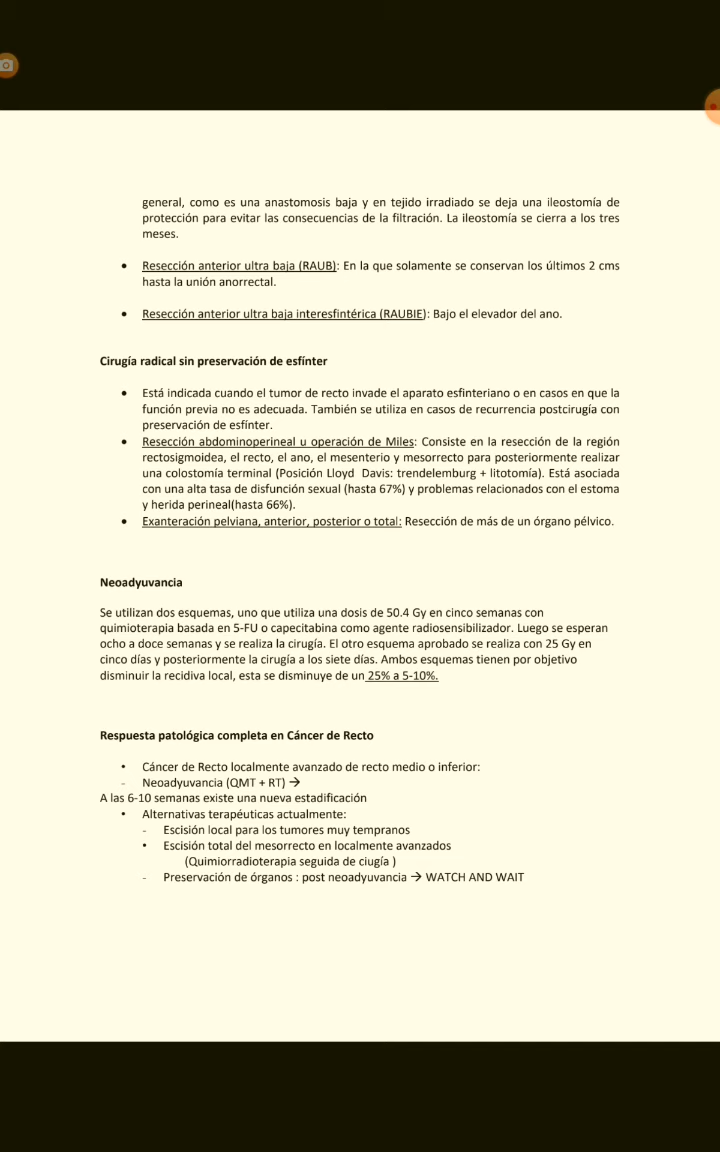 general, como es una anastomosis baja y en tejido irradiado se deja una ileostomía de
protección para evitar las consecuencias de la filtración. La ileostomía se cierra a los tres
meses.
• Resección anterior ultra baja (RAUB): En la que solamente se conservan los últimos 2 cms
hasta la unión anorrectal.
• Resección anterior ultra baja interesfintérica (RAUBIE): Bajo el elevador del ano.
Cirugía radical sin preservación de esfínter
• Está indicada cuando el tumor de recto invade el aparato esfinteriano o en casos en que la
función previa no es adecuada. También se utiliza en casos de recurrencia postcirugía con
preservación de esfínter.
• Resección abdominoperineal u operación de Miles: Consiste en la resección de la región
rectosigmoidea, el recto, el ano, el mesenterio y mesorrecto para posteriormente realizar
una colostomía terminal (Posición Lloyd Davis: trendelemburg + litotomía). Está asociada
con una alta tasa de disfunción sexual (hasta 67%) y problemas relacionados con el estoma
y herida perineal(hasta 66%).
• Exanteración pelviana, anterior, posterior o total: Resección de más de un órgano pélvico.
Neoadyuvancia
Se utilizan dos esquemas, uno que utiliza una dosis de 50.4 Gy en cinco semanas con
quimioterapia basada en 5-FU o capecitabina como agente radiosensibilizador. Luego se esperan
ocho a doce semanas y se realiza la cirugía. El otro esquema aprobado se realiza con 25 Gy en
cinco días y posteriormente la cirugía a los siete días. Ambos esquemas tienen por objetivo
disminuir la recidiva local, esta se disminuye de un 25% a 5-10%.
Respuesta patológica completa en Cáncer de Recto
• Cáncer de Recto localmente avanzado de recto medio o inferior:
- Neoadyuvancia (QMT + RT) →
A las 6-10 semanas existe una nueva estadificación
• Alternativas terapéuticas actualmente:
- Escisión local para los tumores muy tempranos
• Escisión total del mesorrecto en localmente avanzados
(Quimiorradioterapia seguida de ciugía )
- Preservación de órganos : post neoadyuvancia → WATCH AND WAIT